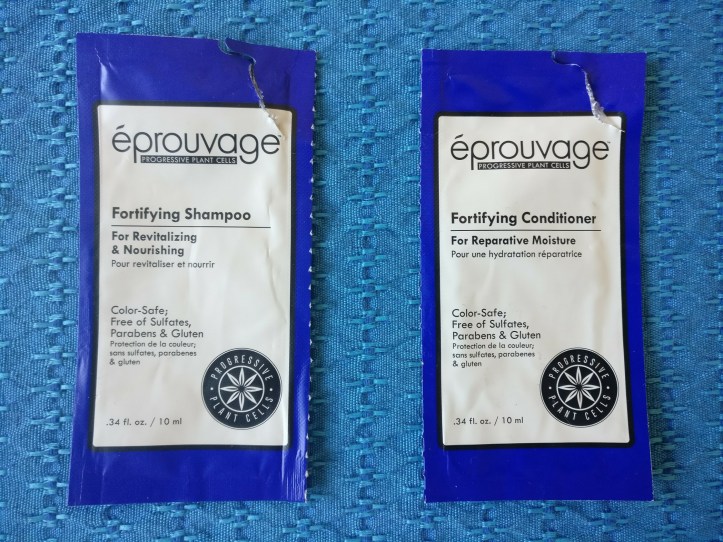 éprouvage™
PROGRESSIVE PLANT CELLS
Fortifying Shampoo
For Revitalizing
& Nourishing
Pour revitaliser et nourrir
Color-Safe;
Free of Sulfates,
Parabens & Gluten
Protection de la couleur;
sans sulfates, parabenes
& gluten
PROGRESSIVE
PLANT CELLS
.34 fl. oz. / 10 ml
éprouvage™
PROGRESSIVE PLANT CELLS
Fortifying Conditioner
For Reparative Moisture
Pour une hydratation réparatrice
Color-Safe;
Free of Sulfates,
Parabens & Gluten
Protection de la couleur;
sans sulfates, parabenes
& gluten
PROGRESSIVE
PLANT CELLS
.34 fl. oz. / 10 ml